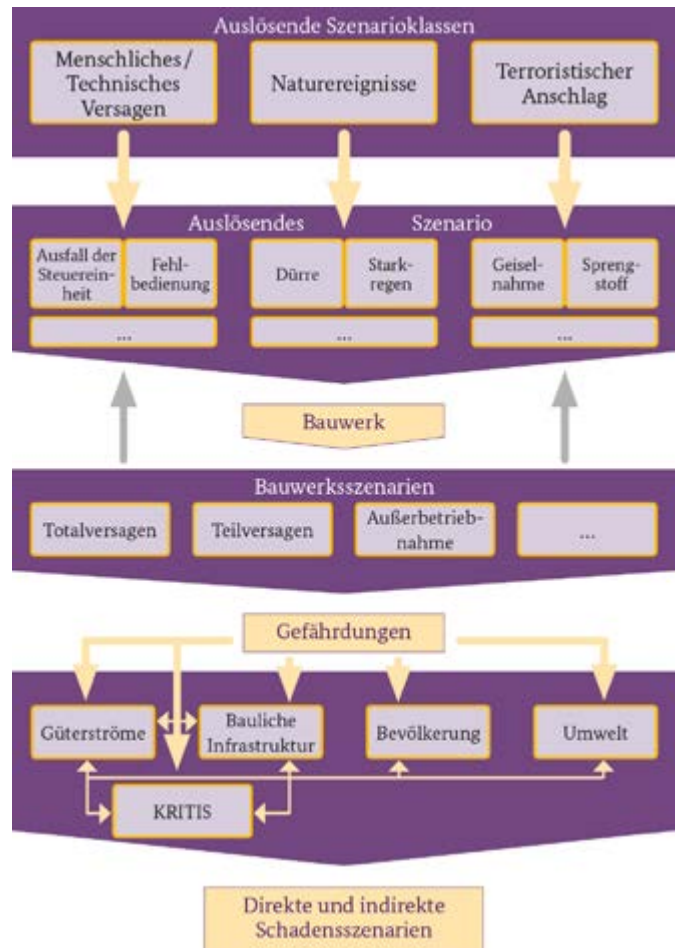 Auslösende Szenarioklassen
Menschliches/
Technisches
Versagen
Naturereignisse
Terroristischer
Anschlag
Auslösendes Szenario
Ausfall der
Steuerein-
heit
Fehl-
bedienung
Dürre
Stark-
regen
Geisel-
nahme
Spreng-
stoff
...
...
...
Bauwerk
Bauwerksszenarien
Totalversagen
Teilversagen
Außerbetrieb-
nahme
...
Gefährdungen
Güterströme
Bauliche
Infrastruktur
Bevölkerung
Umwelt
KRITIS
Direkte und indirekte
Schadensszenarien